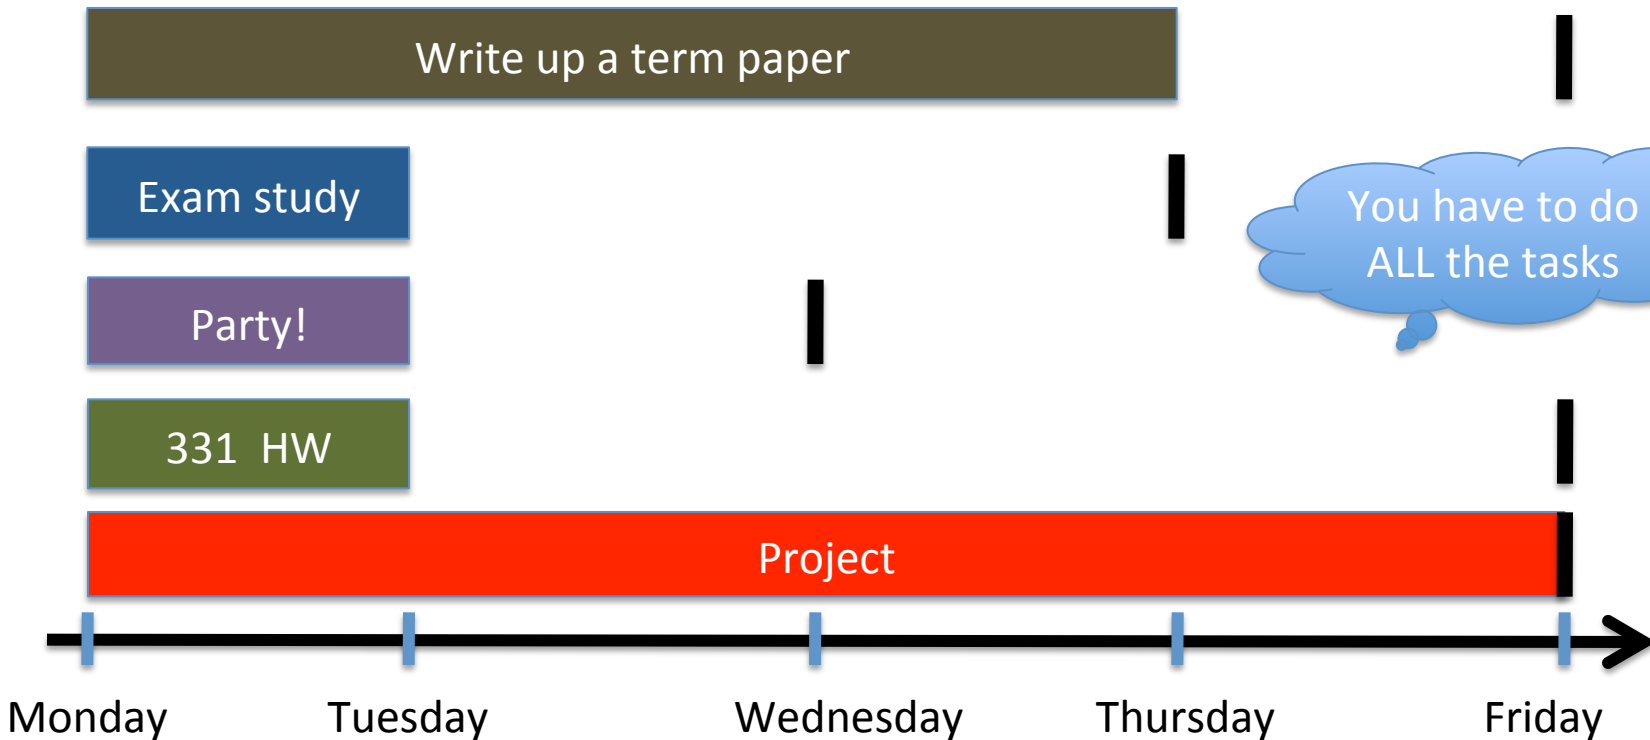 Write up a term paper
Exam study
You have to do
ALL the tasks
Party!
331 HW
Project
Monday Tuesday Wednesday Thursday Friday